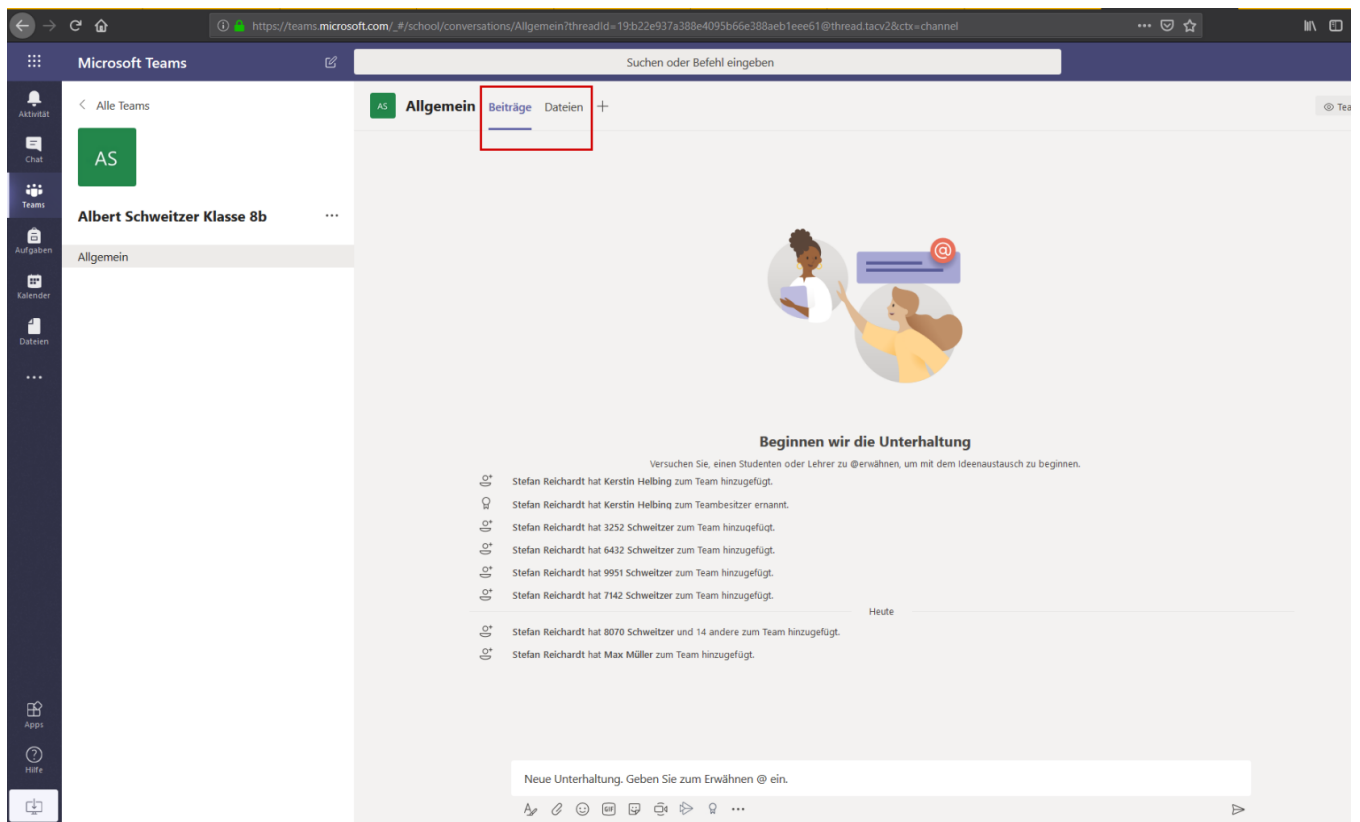 https://teams.microsoft.com/_#/school/conversations/Allgemein?threadId=19:b22e937a388e4095b66e388aeb1eee61@thread.tacv2&ctx=channel
Microsoft Teams
Suchen oder Befehl eingeben
Aktivität
Chat
Teams
Aufgaben
Kalender
Dateien
Apps
Hilfe
Alle Teams
AS
Albert Schweitzer Klasse 8b
Allgemein
AS Allgemein Beiträge Dateien
Tea
@
Beginnen wir die Unterhaltung
Versuchen Sie, einen Studenten oder Lehrer zu @erwähnen, um mit dem Ideenaustausch zu beginnen.
Stefan Reichardt hat Kerstin Helbing zum Team hinzugefügt.
Stefan Reichardt hat Kerstin Helbing zum Teambesitzer ernannt.
Stefan Reichardt hat 3252 Schweitzer zum Team hinzugefügt.
Stefan Reichardt hat 6432 Schweitzer zum Team hinzugefügt.
Stefan Reichardt hat 9951 Schweitzer zum Team hinzugefügt.
Stefan Reichardt hat 7142 Schweitzer zum Team hinzugefügt.
Heute
Stefan Reichardt hat 8070 Schweitzer und 14 andere zum Team hinzugefügt.
Stefan Reichardt hat Max Müller zum Team hinzugefügt.
Neue Unterhaltung. Geben Sie zum Erwähnen @ ein.
GIF